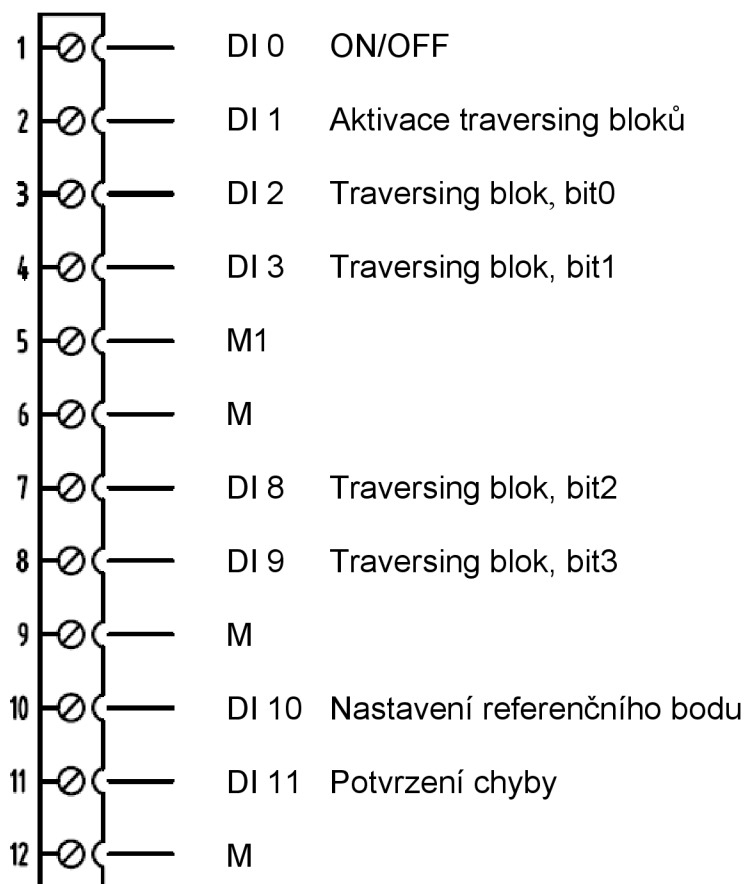 1 DI 0 ON/OFF
2 DI 1 Aktivace traversing bloků
3 DI 2 Traversing blok, bit0
4 DI 3 Traversing blok, bit1
5 M1
6 M
7 DI 8 Traversing blok, bit2
8 DI 9 Traversing blok, bit3
9 M
10 DI 10 Nastavení referenčního bodu
11 DI 11 Potvrzení chyby
12 M